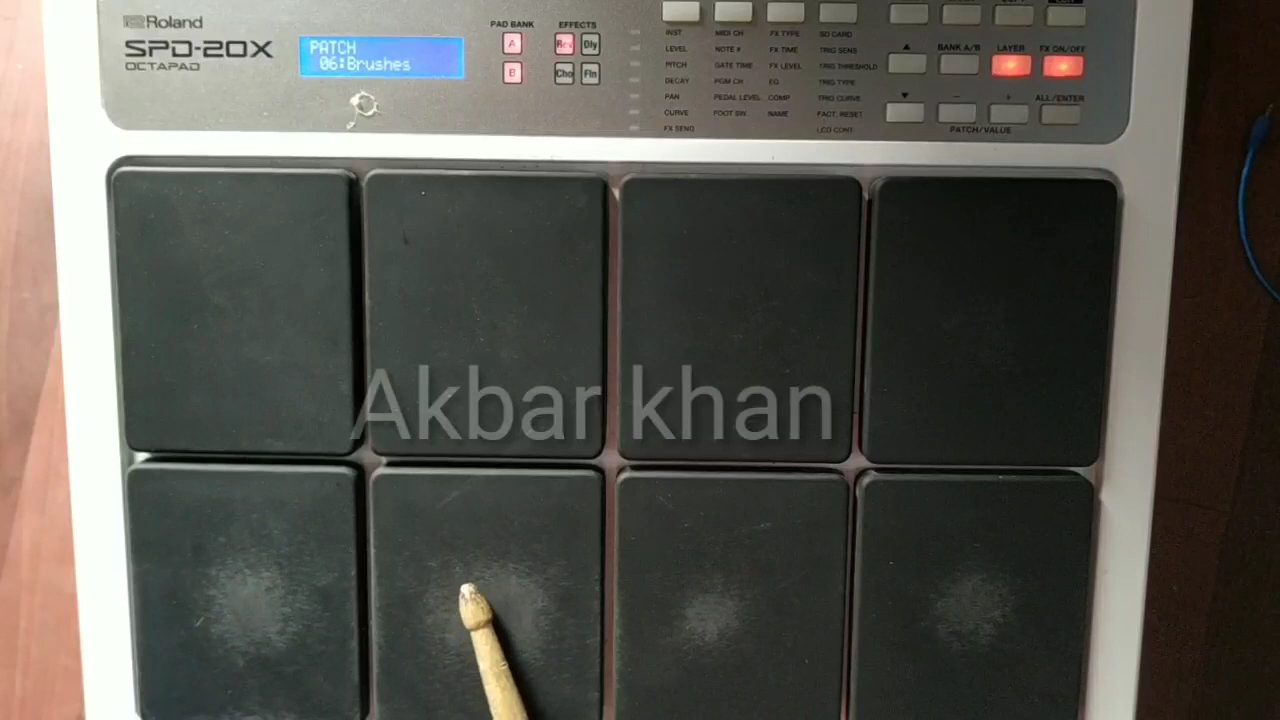 Roland
SPD-20X
OCTAPAD
PATCH
06:Brushes
PAD BANK
A
B
EFFECTS
Rev Dly
Cho Fln
INST MIDI CH FX TYPE SD CARD
LEVEL NOTE # FX TIME TRIG SENS
PITCH GATE TIME FX LEVEL TRIG THRESHOLD
DECAY PGM CH EQ TRIG TYPE
PAN PEDAL LEVEL COMP TRIG CURVE
CURVE FOOT SW. NAME FACT. RESET
FX SEND LCD CONT
▲ BANK A/B LAYER FX ON/OFF
▼ − + ALL/ENTER
PATCH/VALUE
Akbar khan